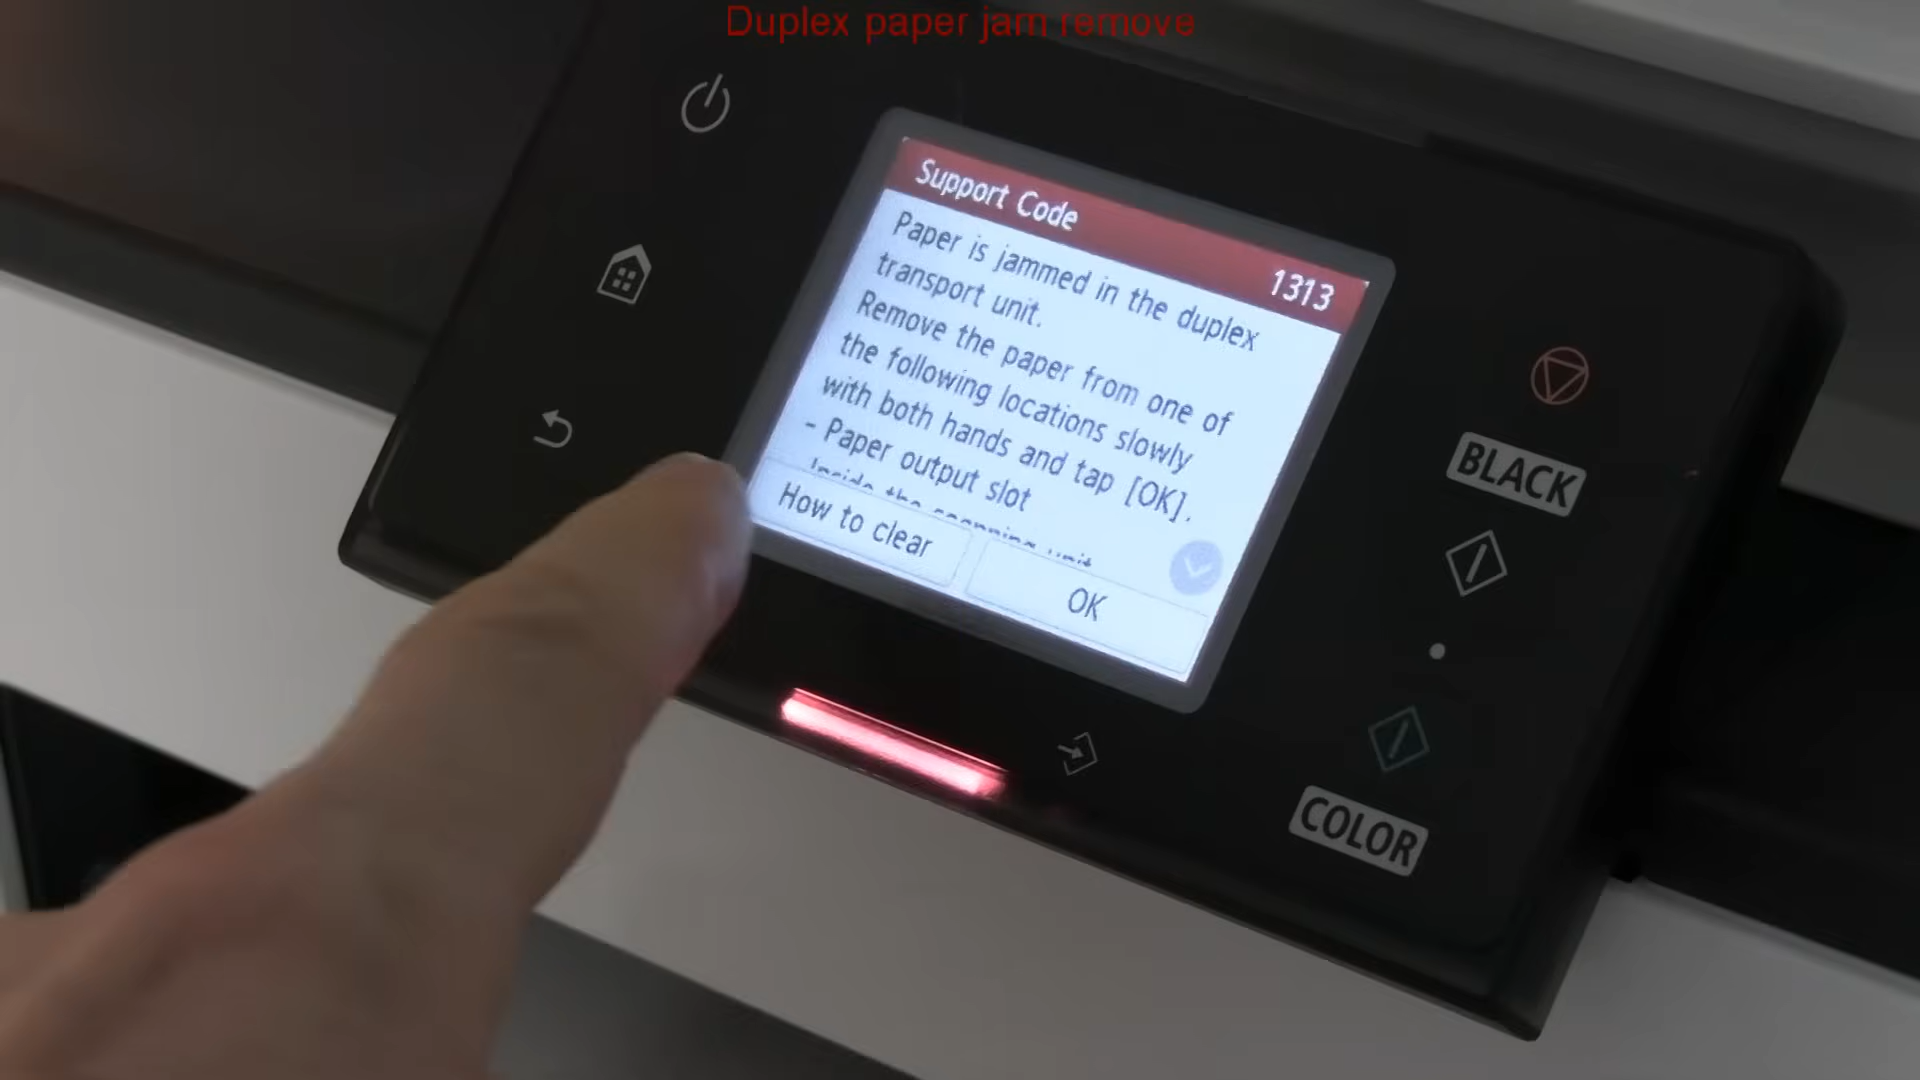 Duplex paper jam remove
Support Code
1313
Paper is jammed in the duplex
transport unit.
Remove the paper from one of
the following locations slowly
with both hands and tap [OK].
- Paper output slot
How to clear
OK
BLACK
COLOR